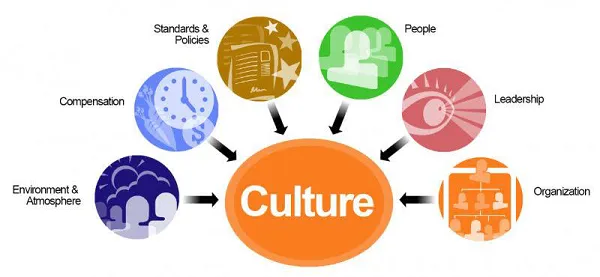 Standards &
Policies
People
Compensation
Leadership
Environment &
Atmosphere
Organization
Culture